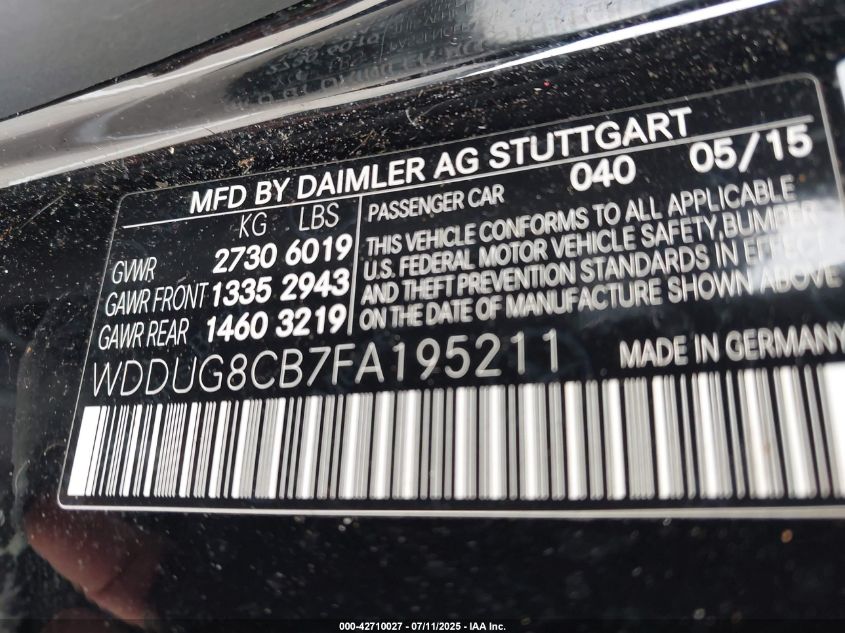 MFD BY DAIMLER AG STUTTGART
KG LBS
GVWR 2730 6019
GAWR FRONT 1335 2943
GAWR REAR 1460 3219
PASSENGER CAR 040 05/15
THIS VEHICLE CONFORMS TO ALL APPLICABLE
U.S. FEDERAL MOTOR VEHICLE SAFETY, BUMPER
AND THEFT PREVENTION STANDARDS IN EFFECT
ON THE DATE OF MANUFACTURE SHOWN ABOVE
WDDUG8CB7FA195211
MADE IN GERMANY
000-42710027 - 07/11/2025 - IAA Inc.